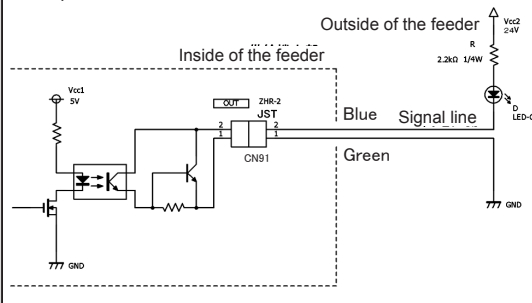 Outside of the feeder
Vcc2
24V
Inside of the feeder
R
2.2kΩ 1/4W
Vcc1
5V
OUT
ZHR-2
JST
Blue
Signal line
D
LED-
2
2
1
1
CN91
Green
GND
GND